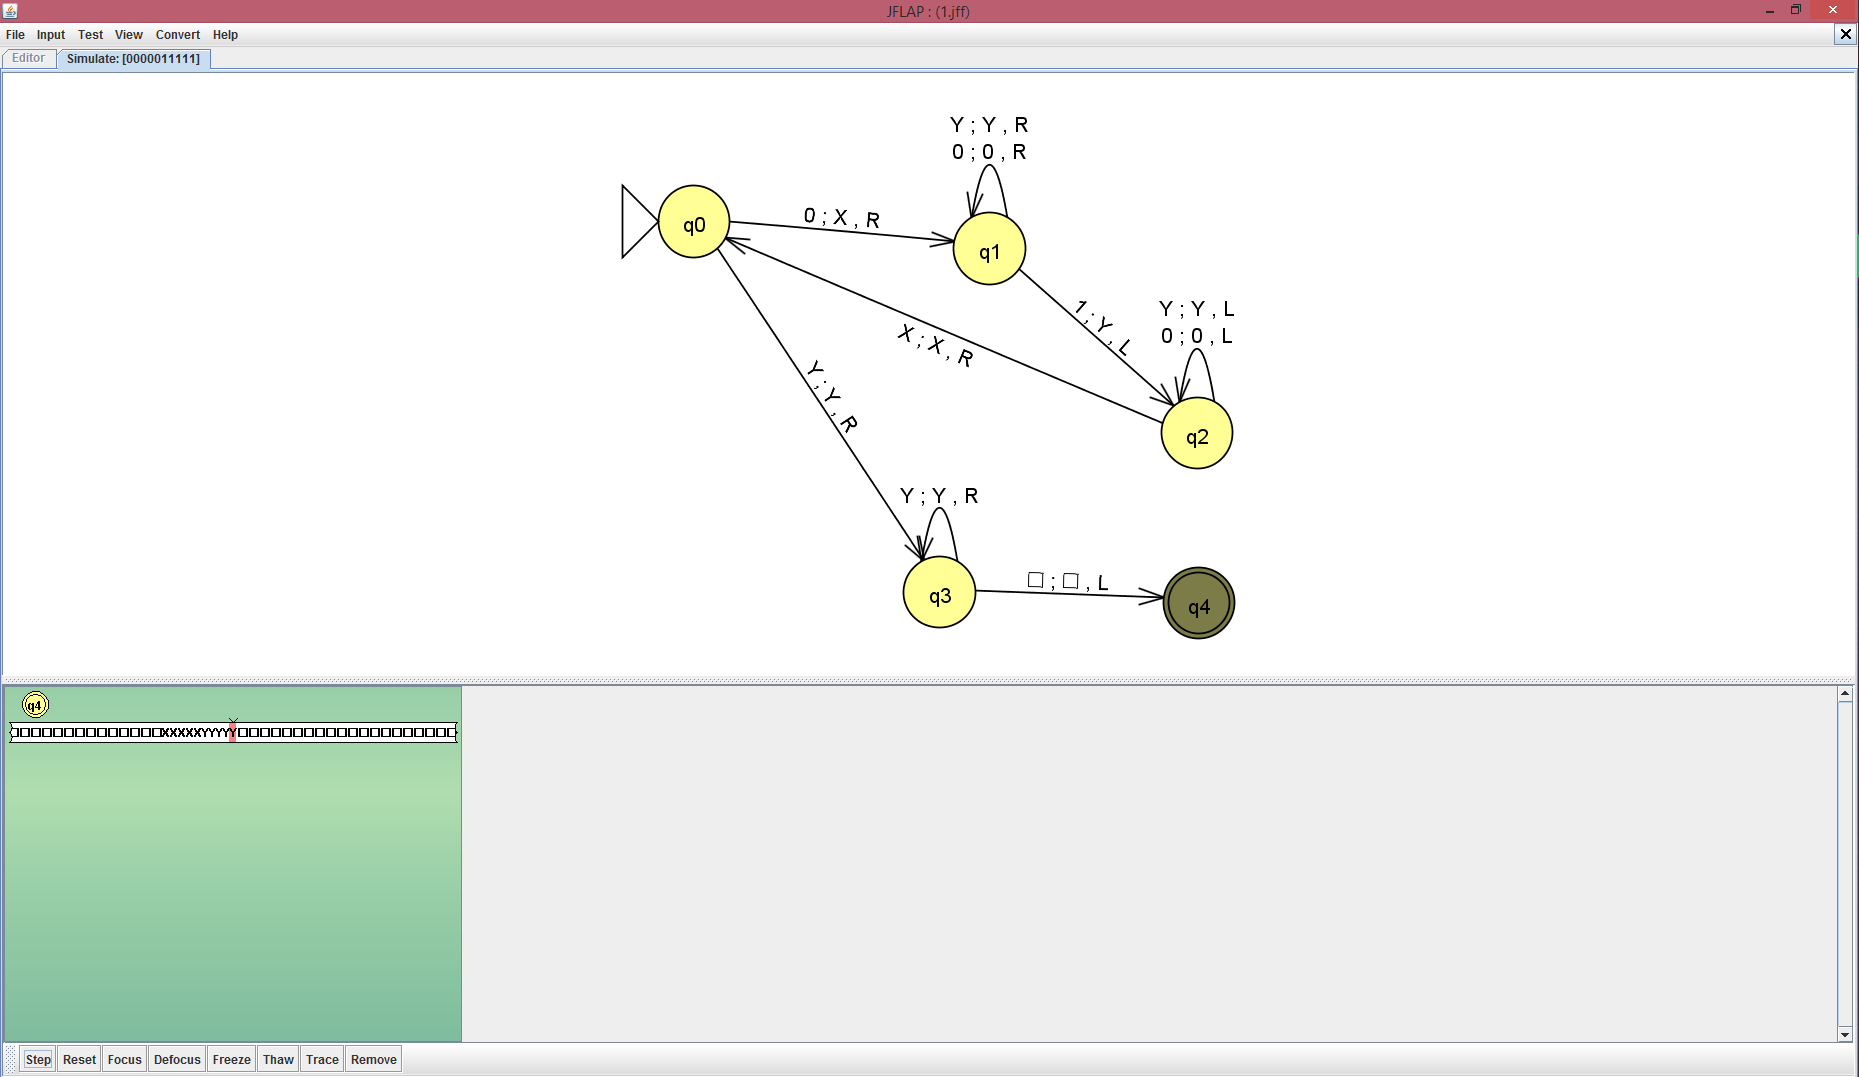 JFLAP : (1.jff)
File Input Test View Convert Help
Editor Simulate: [0000011111]
Y ; Y , R
0 ; 0 , R
q0
0 ; X , R
q1
1 ; Y , L
Y ; Y , L
0 ; 0 , L
X ; X , R
Y ; Y , R
q2
Y ; Y , R
q3
□ ; □ , L
q4
q4
□□□□□□□□□□□□□□XXXXXYYYYY□□□□□□□□□□□□□□□□□□□□
Step Reset Focus Defocus Freeze Thaw Trace Remove